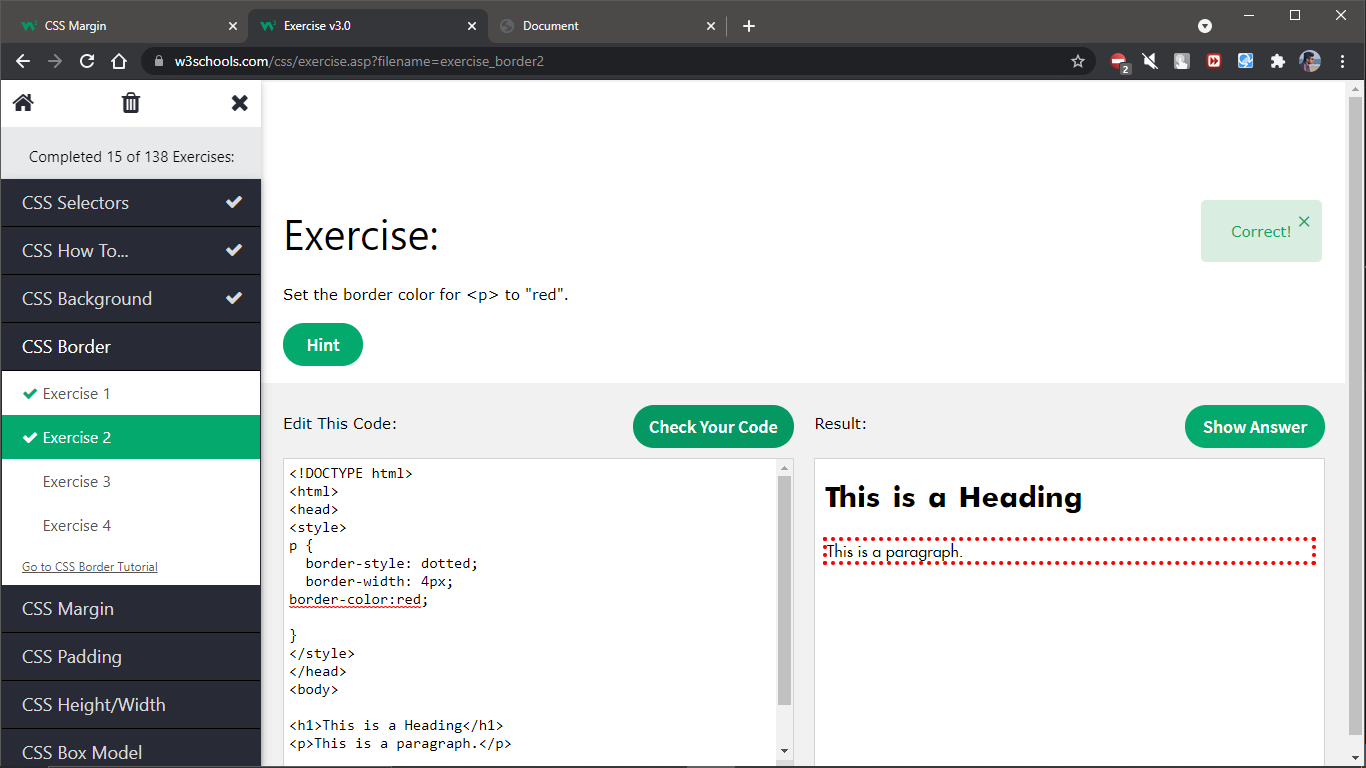 CSS Margin
Exercise v3.0
Document
w3schools.com/css/exercise.asp?filename=exercise_border2
2
Completed 15 of 138 Exercises:
CSS Selectors
CSS How To...
CSS Background
CSS Border
Exercise 1
Exercise 2
Exercise 3
Exercise 4
Go to CSS Border Tutorial
CSS Margin
CSS Padding
CSS Height/Width
CSS Box Model
Exercise:
Correct!
Set the border color for <p> to "red".
Hint
Edit This Code:
Check Your Code
<!DOCTYPE html>
<html>
<head>
<style>
p {
  border-style: dotted;
  border-width: 4px;
border-color:red;
}
</style>
</head>
<body>
<h1>This is a Heading</h1>
<p>This is a paragraph.</p>
Result:
Show Answer
This is a Heading
This is a paragraph.